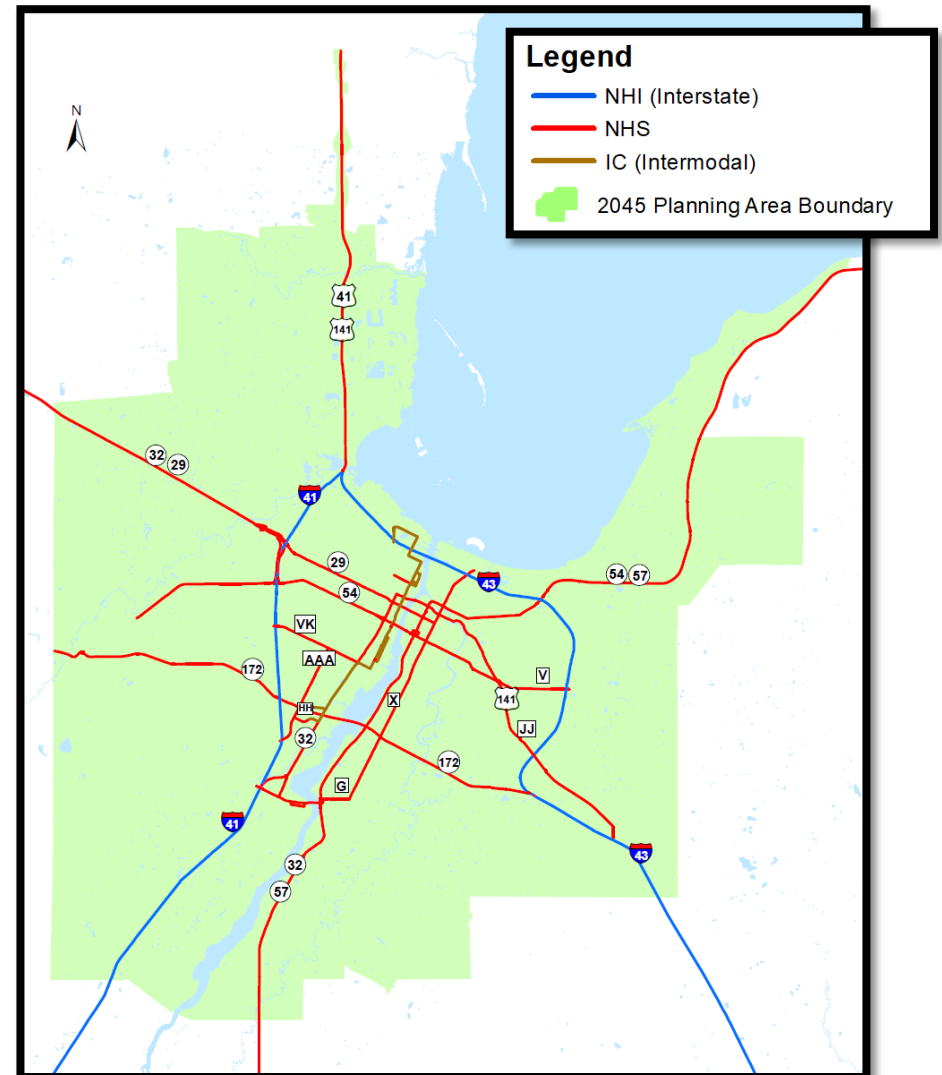 Legend
NHI (Interstate)
NHS
IC (Intermodal)
2045 Planning Area Boundary
N
41
141
32
29
41
29
43
54 57
54
VK
AAA
172
V
141
X
HH
32
JJ
172
G
41
43
32
57